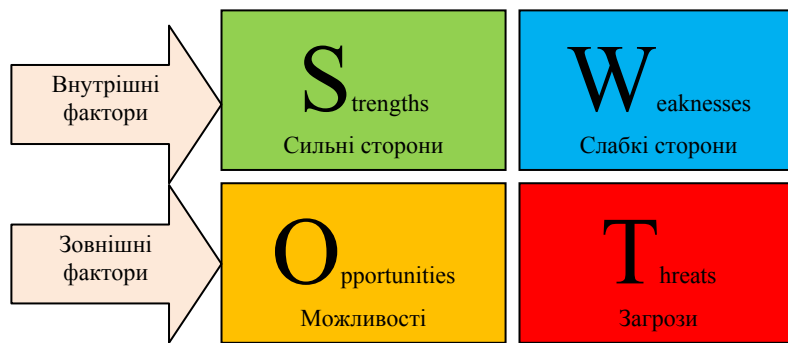 Внутрішні
фактори
Strengths
Сильні сторони
Weaknesses
Слабкі сторони
Зовнішні
фактори
Opportunities
Можливості
Threats
Загрози